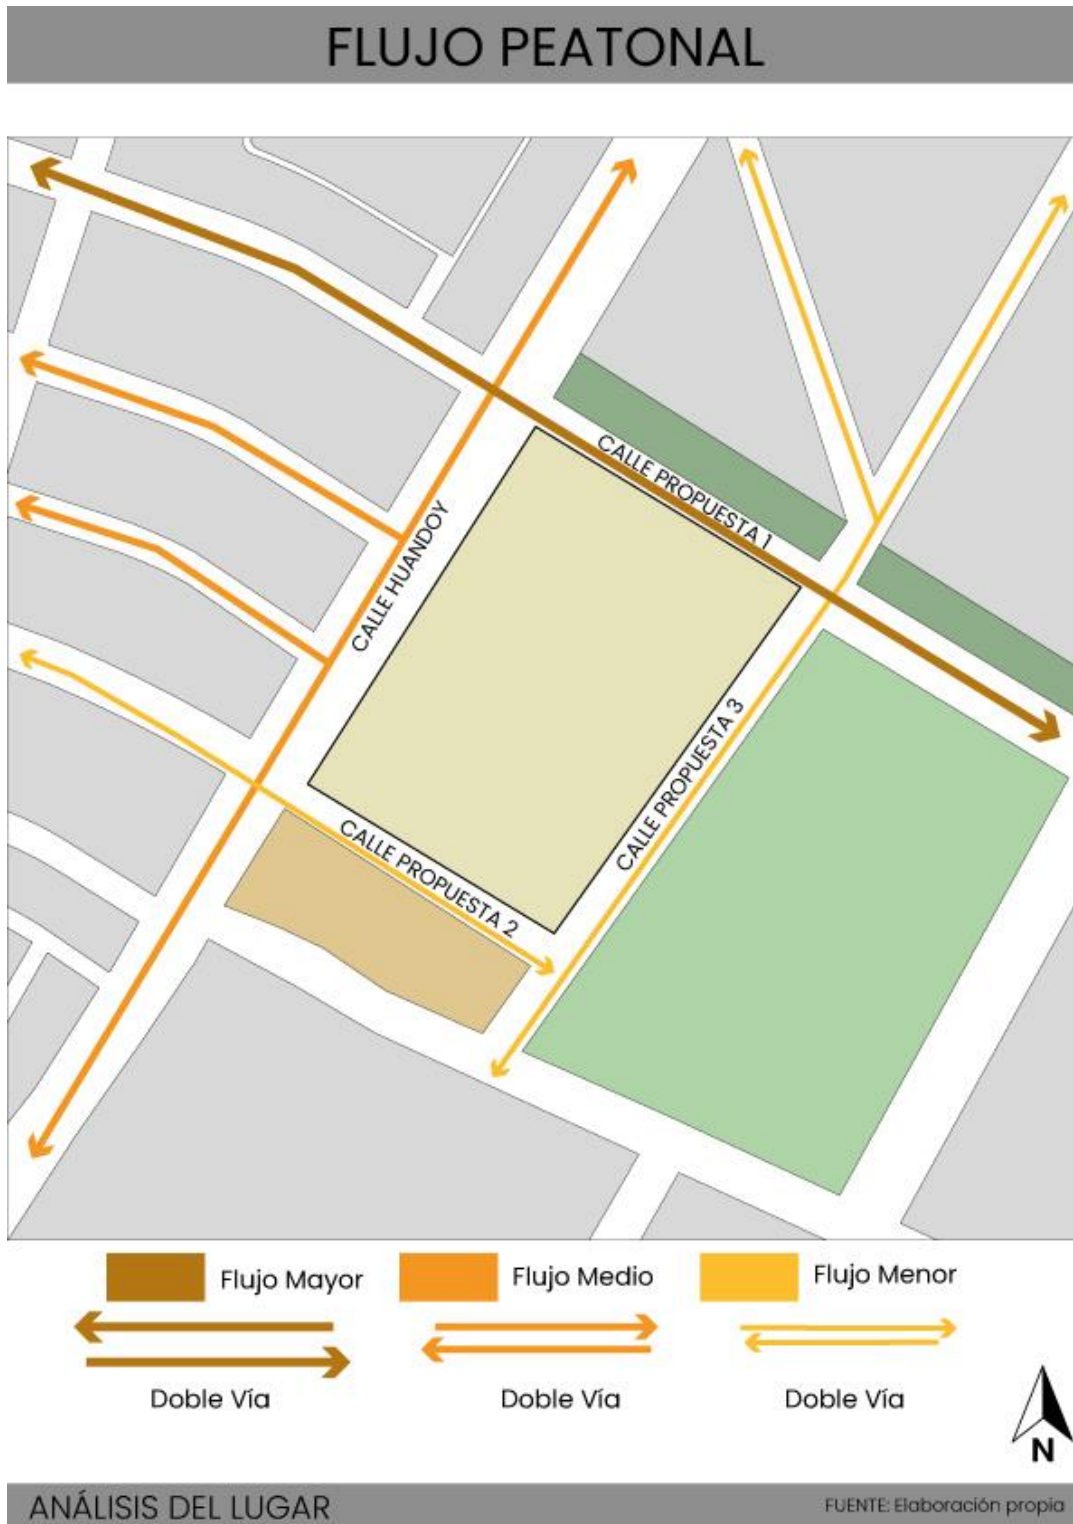 FLUJO PEATONAL
CALLE PROPUESTA 1
CALLE HUANDOY
CALLE PROPUESTA 3
CALLE PROPUESTA 2
Flujo Mayor
Flujo Medio
Flujo Menor
Doble Vía
Doble Vía
Doble Vía
N
ANÁLISIS DEL LUGAR
FUENTE: Elaboración propia